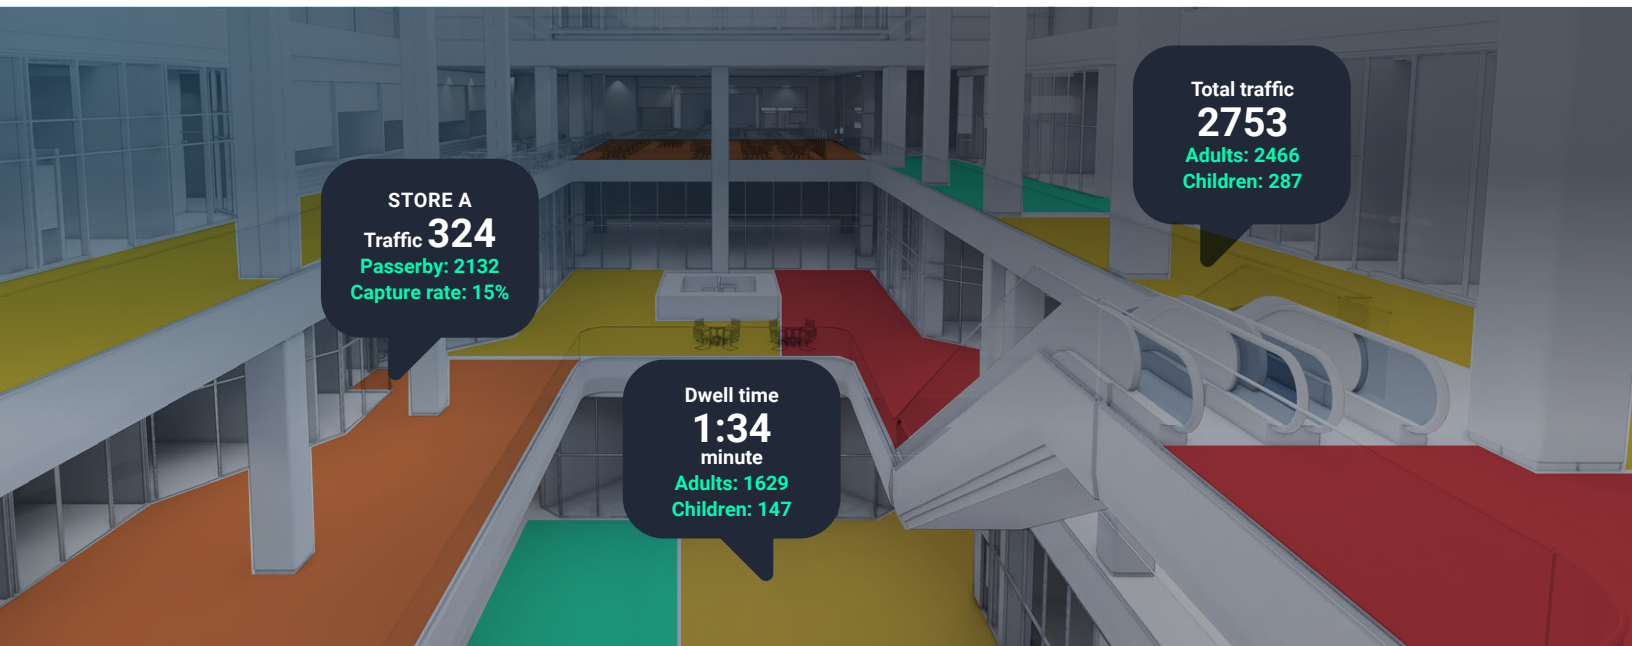 STORE A
Traffic 324
Passerby: 2132
Capture rate: 15%
Dwell time
1:34
minute
Adults: 1629
Children: 147
Total traffic
2753
Adults: 2466
Children: 287